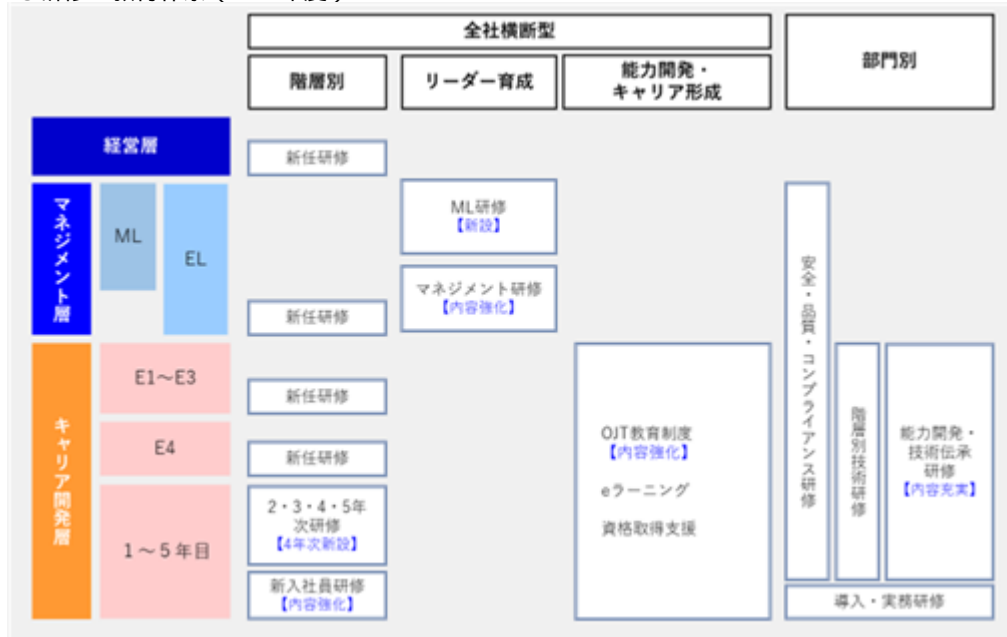 全社横断型
部門別
階層別
リーダー育成
能力開発・
キャリア形成
経営層
新任研修
マネジメント層
ML
EL
ML研修
【新設】
マネジメント研修
【内容強化】
新任研修
キャリア開発層
E1～E3
新任研修
E4
新任研修
1～5年目
2・3・4・5年
次研修
【4年次新設】
新入社員研修
【内容強化】
OJT教育制度
【内容強化】
eラーニング
資格取得支援
安全・品質・コンプライアンス研修
階層別技術研修
能力開発・
技術伝承
研修
【内容充実】
導入・実務研修